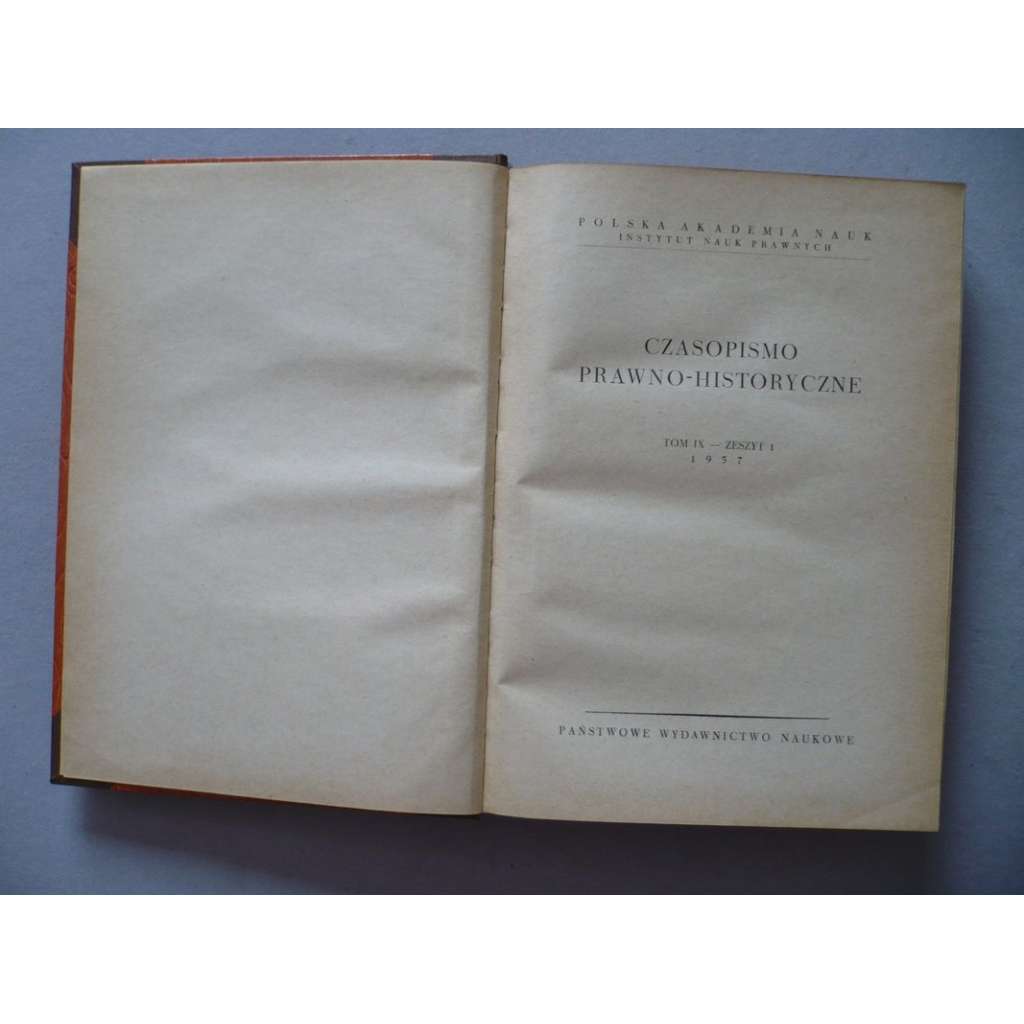 POLSKA AKADEMIA NAUK
INSTYTUT NAUK PRAWNYCH
CZASOPISMO
PRAWNO-HISTORYCZNE
TOM IX — ZESZYT 1
1957
PAŃSTWOWE WYDAWNICTWO NAUKOWE